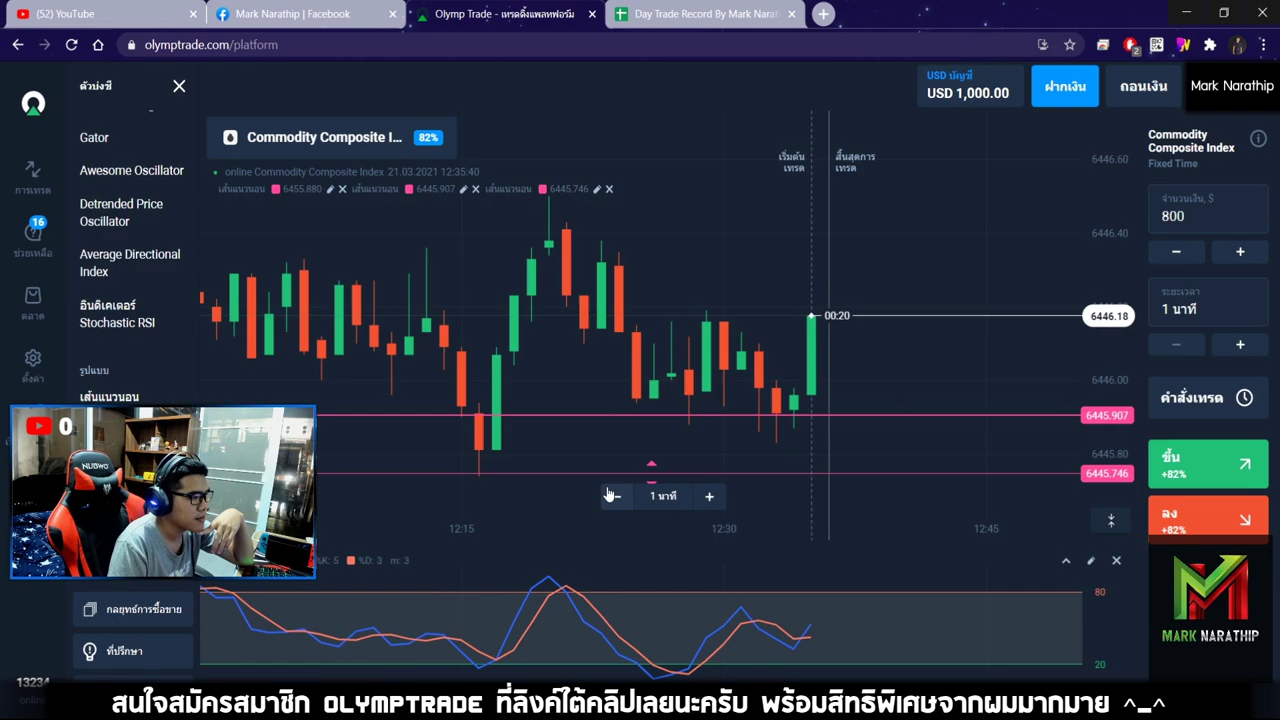 (52) YouTube
Mark Narathip | Facebook
Olymp Trade - เทรดดิ้งแพลทฟอร์ม
Day Trade Record By Mark Narat
olymptrade.com/platform
2
ตัวบ่งชี้
USD บัญชี
USD 1,000.00
ฝากเงิน
ถอนเงิน
Mark Narathip
Gator
Awesome Oscillator
Detrended Price
Oscillator
Average Directional
Index
อินดิเคเตอร์
Stochastic RSI
รูปแบบ
เส้นแนวนอน
การเทรด
16
ช่วยเหลือ
ตลาด
ตั้งค่า
Commodity Composite I... 82%
online Commodity Composite Index 21.03.2021 12:35:40
เส้นแนวนอน 6455.880 เส้นแนวนอน 6445.907 เส้นแนวนอน 6445.746
เริ่มต้น
เทรด
สิ้นสุดการ
เทรด
00:20
6446.60
6446.40
6446.18
6446.00
6445.907
6445.80
6445.746
1 นาที
12:15
12:30
12:45
%K: 5 %D: 3 m: 3
80
20
Commodity
Composite Index
Fixed Time
จำนวนเงิน, $
800
ระยะเวลา
1 นาที
คำสั่งเทรด
ขึ้น
+82%
ลง
+82%
0
NUBWO
กลยุทธ์การซื้อขาย
ที่ปรึกษา
13234
MARK NARATHIP
สนใจสมัครสมาชิก OLYMPTRADE ที่ลิงค์ใต้คลิปเลยนะครับ พร้อมสิทธิพิเศษจากผมมากมาย ^_^